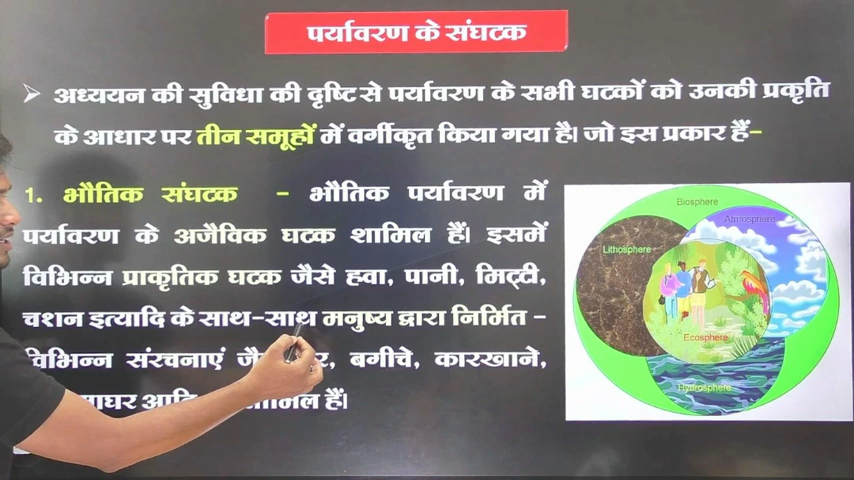 पर्यावरण के संघटक
➤ अध्ययन की सुविधा की दृष्टि से पर्यावरण के सभी घटकों को उनकी प्रकृति
के आधार पर तीन समूहों में वर्गीकृत किया गया है। जो इस प्रकार हैं-
1. भौतिक संघटक - भौतिक पर्यावरण में
पर्यावरण के अजैविक घटक शामिल हैं। इसमें
विभिन्न प्राकृतिक घटक जैसे हवा, पानी, मिट्टी,
चशन इत्यादि के साथ-साथ मनुष्य द्वारा निर्मित -
विभिन्न संरचनाएं बगीचे, कारखाने,
हैं।
Biosphere
Atmosphere
Lithosphere
Ecosphere
Hydrosphere